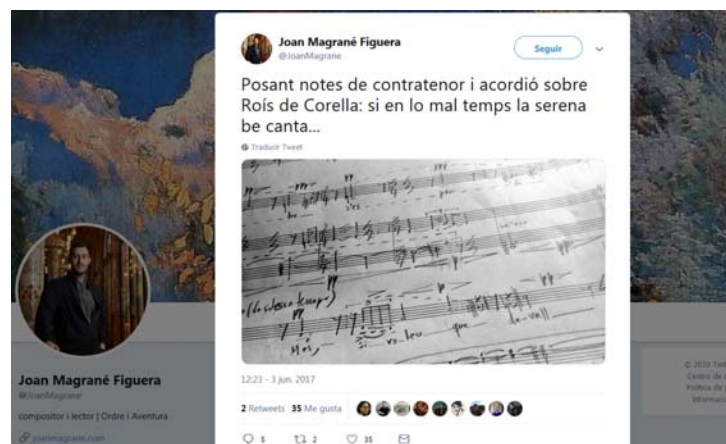 Joan Magrané Figuera
@JoanMagrane
Seguir
Posant notes de contratenor i acordió sobre
Roís de Corella: si en lo mal temps la serena
be canta...
Traducir Tweet
12:23 - 3 jun. 2017
2 Retweets 35 Me gusta
5 2 35
Joan Magrané Figuera
@JoanMagrane
compositor i lector | Ordre i Aventura
joanmagrane.com